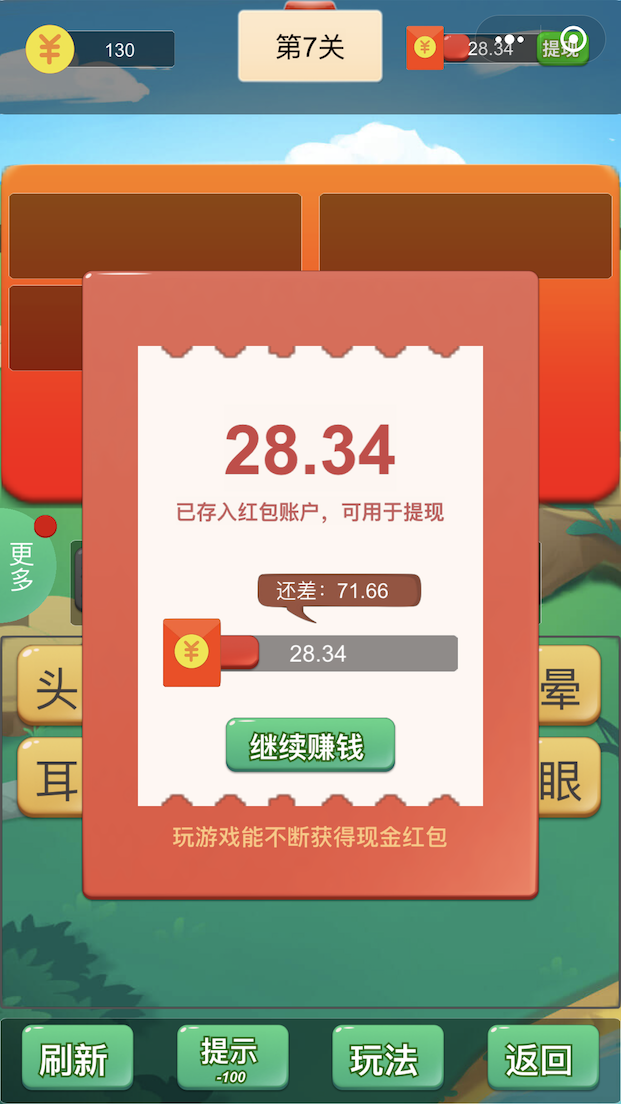 130
第7关
28.34
提现
28.34
已存入红包账户，可用于提现
还差：71.66
28.34
继续赚钱
玩游戏能不断获得现金红包
更多
头
晕
耳
眼
刷新
提示
-100
玩法
返回